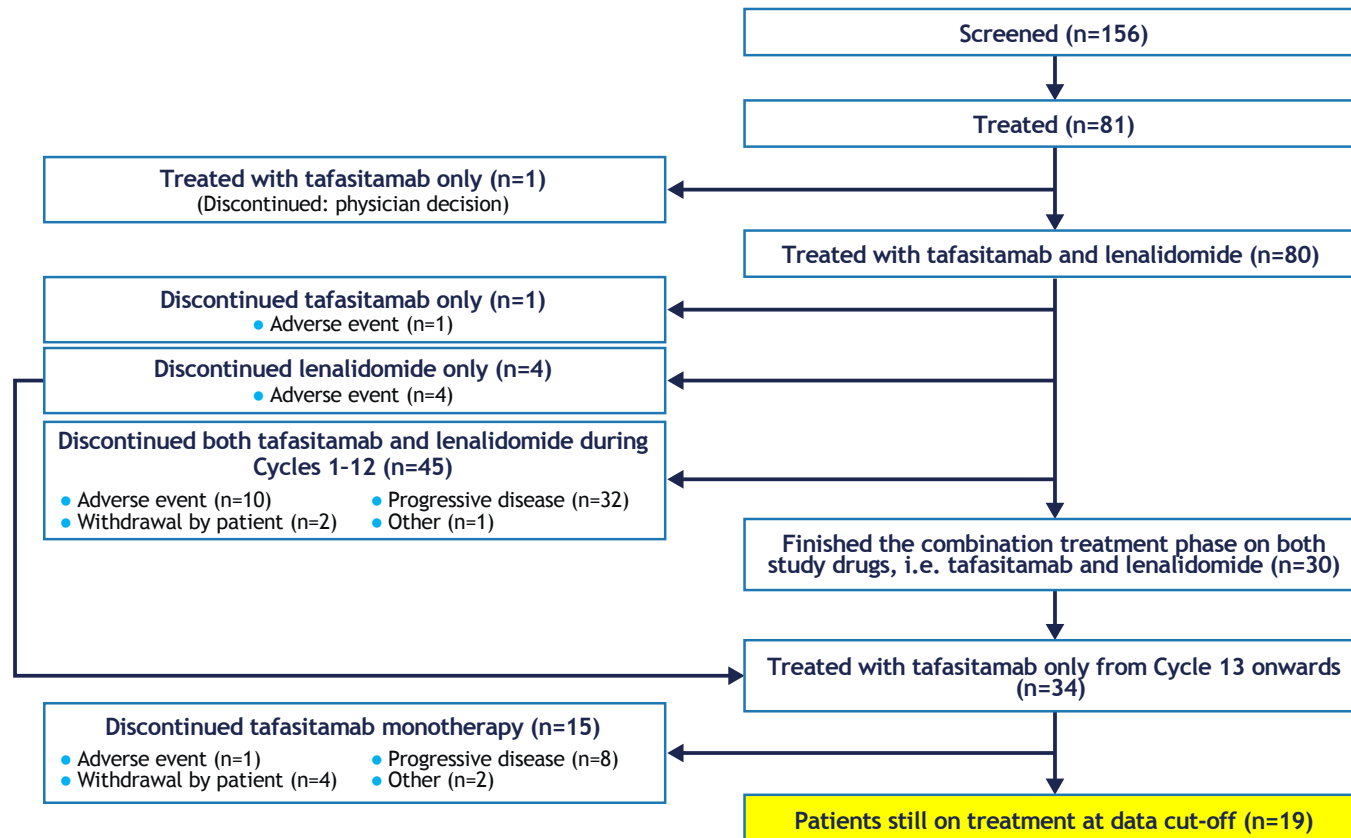 Screened (n=156)
Treated (n=81)
Treated with tafasitamab only (n=1)
(Discontinued: physician decision)
Treated with tafasitamab and lenalidomide (n=80)
Discontinued tafasitamab only (n=1)
● Adverse event (n=1)
Discontinued lenalidomide only (n=4)
● Adverse event (n=4)
Discontinued both tafasitamab and lenalidomide during
Cycles 1–12 (n=45)
● Adverse event (n=10) ● Progressive disease (n=32)
● Withdrawal by patient (n=2) ● Other (n=1)
Finished the combination treatment phase on both
study drugs, i.e. tafasitamab and lenalidomide (n=30)
Treated with tafasitamab only from Cycle 13 onwards
(n=34)
Discontinued tafasitamab monotherapy (n=15)
● Adverse event (n=1) ● Progressive disease (n=8)
● Withdrawal by patient (n=4) ● Other (n=2)
Patients still on treatment at data cut-off (n=19)